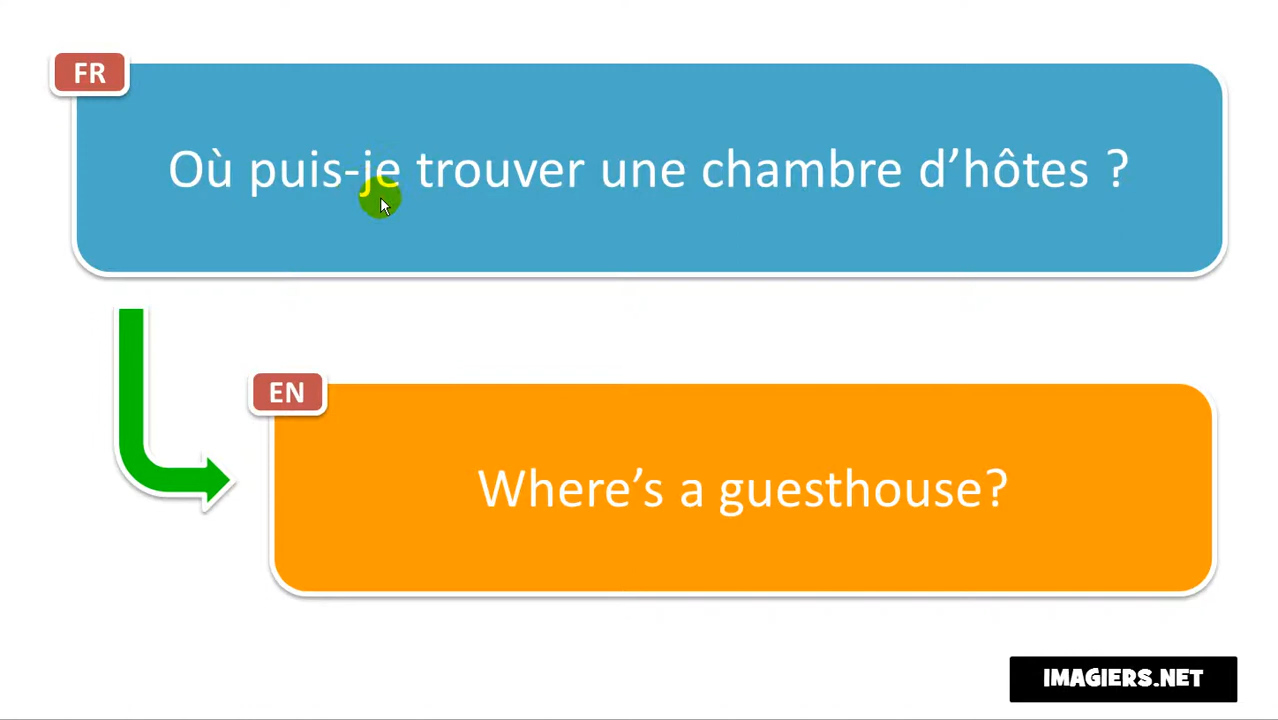 FR
Où puis-je trouver une chambre d’hôtes ?
EN
Where’s a guesthouse?
IMAGIERS.NET